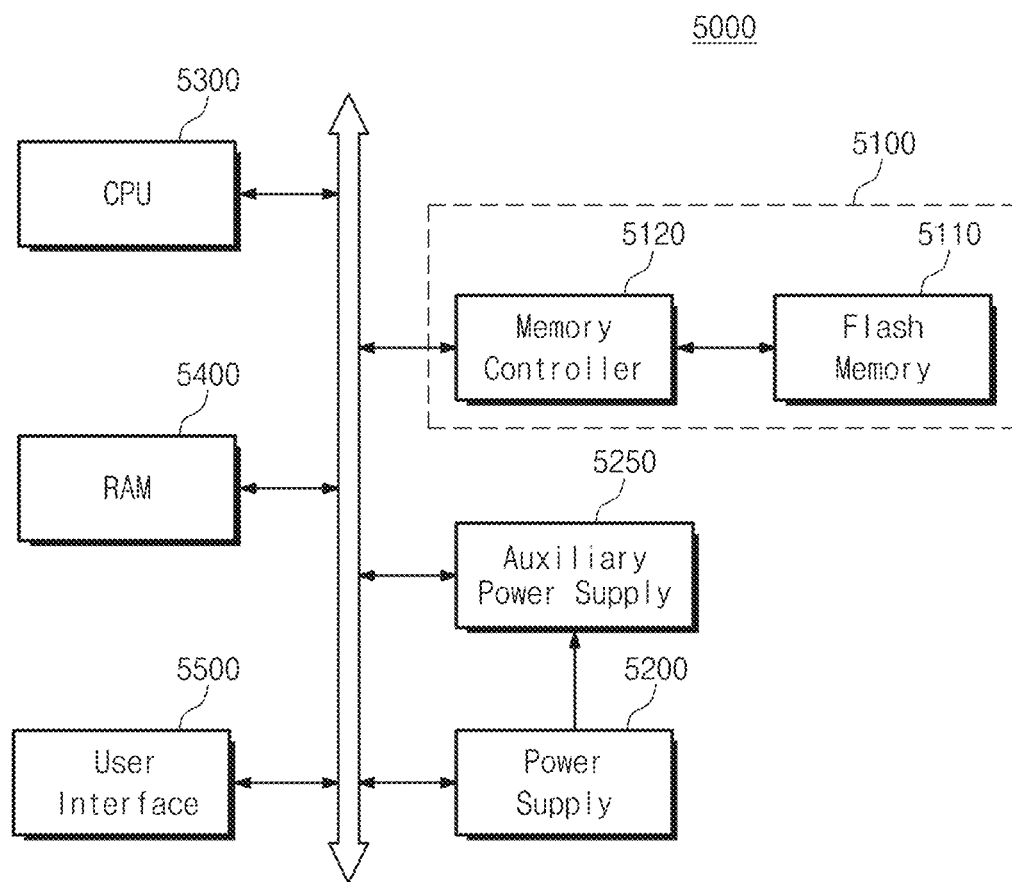 5000
5300
CPU
5100
5120
5110
Memory
Controller
Flash
Memory
5400
RAM
5250
Auxiliary
Power Supply
5500
User
Interface
5200
Power
Supply